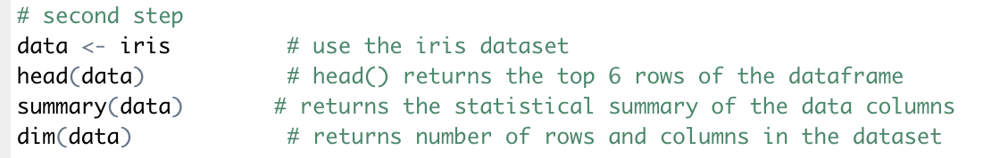 # second step
data <- iris         # use the iris dataset
head(data)           # head() returns the top 6 rows of the dataframe
summary(data)       # returns the statistical summary of the data columns
dim(data)            # returns number of rows and columns in the dataset